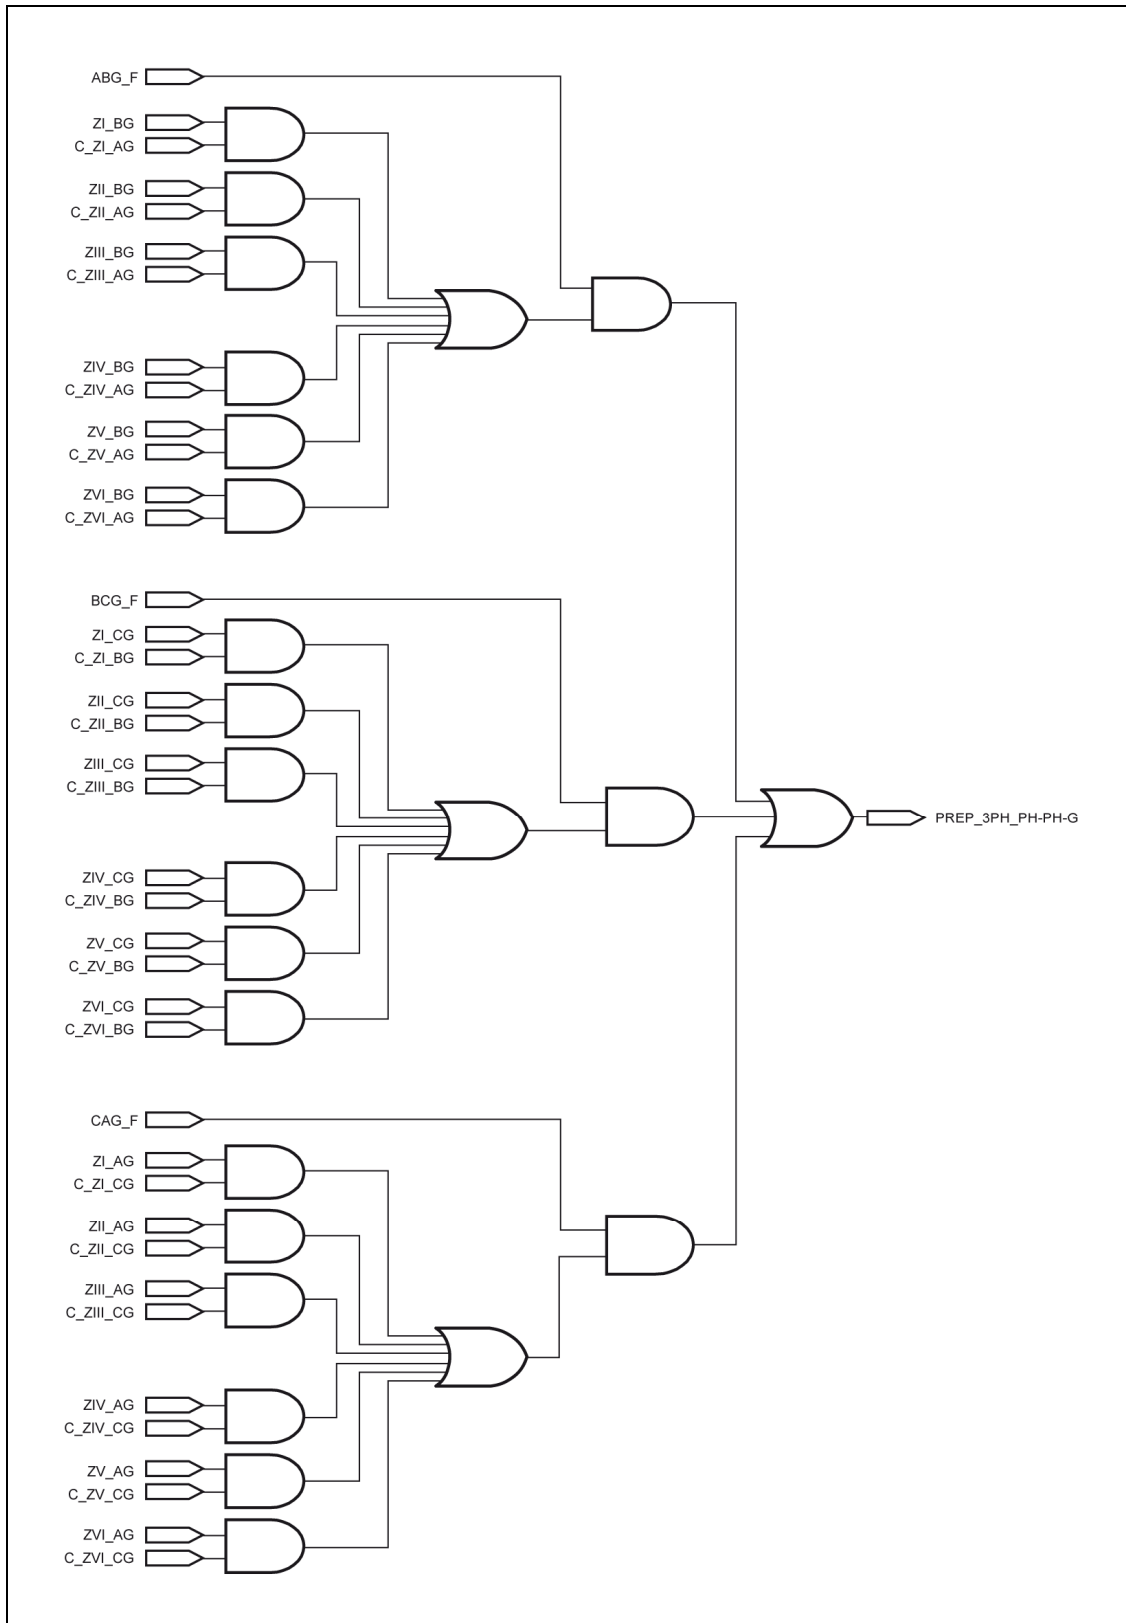 ABG_F
ZI_BG
C_ZI_AG
ZII_BG
C_ZII_AG
ZIII_BG
C_ZIII_AG
ZIV_BG
C_ZIV_AG
ZV_BG
C_ZV_AG
ZVI_BG
C_ZVI_AG
BCG_F
ZI_CG
C_ZI_BG
ZII_CG
C_ZII_BG
ZIII_CG
C_ZIII_BG
PREP_3PH_PH-PH-G
ZIV_CG
C_ZIV_BG
ZV_CG
C_ZV_BG
ZVI_CG
C_ZVI_BG
CAG_F
ZI_AG
C_ZI_CG
ZII_AG
C_ZII_CG
ZIII_AG
C_ZIII_CG
ZIV_AG
C_ZIV_CG
ZV_AG
C_ZV_CG
ZVI_AG
C_ZVI_CG